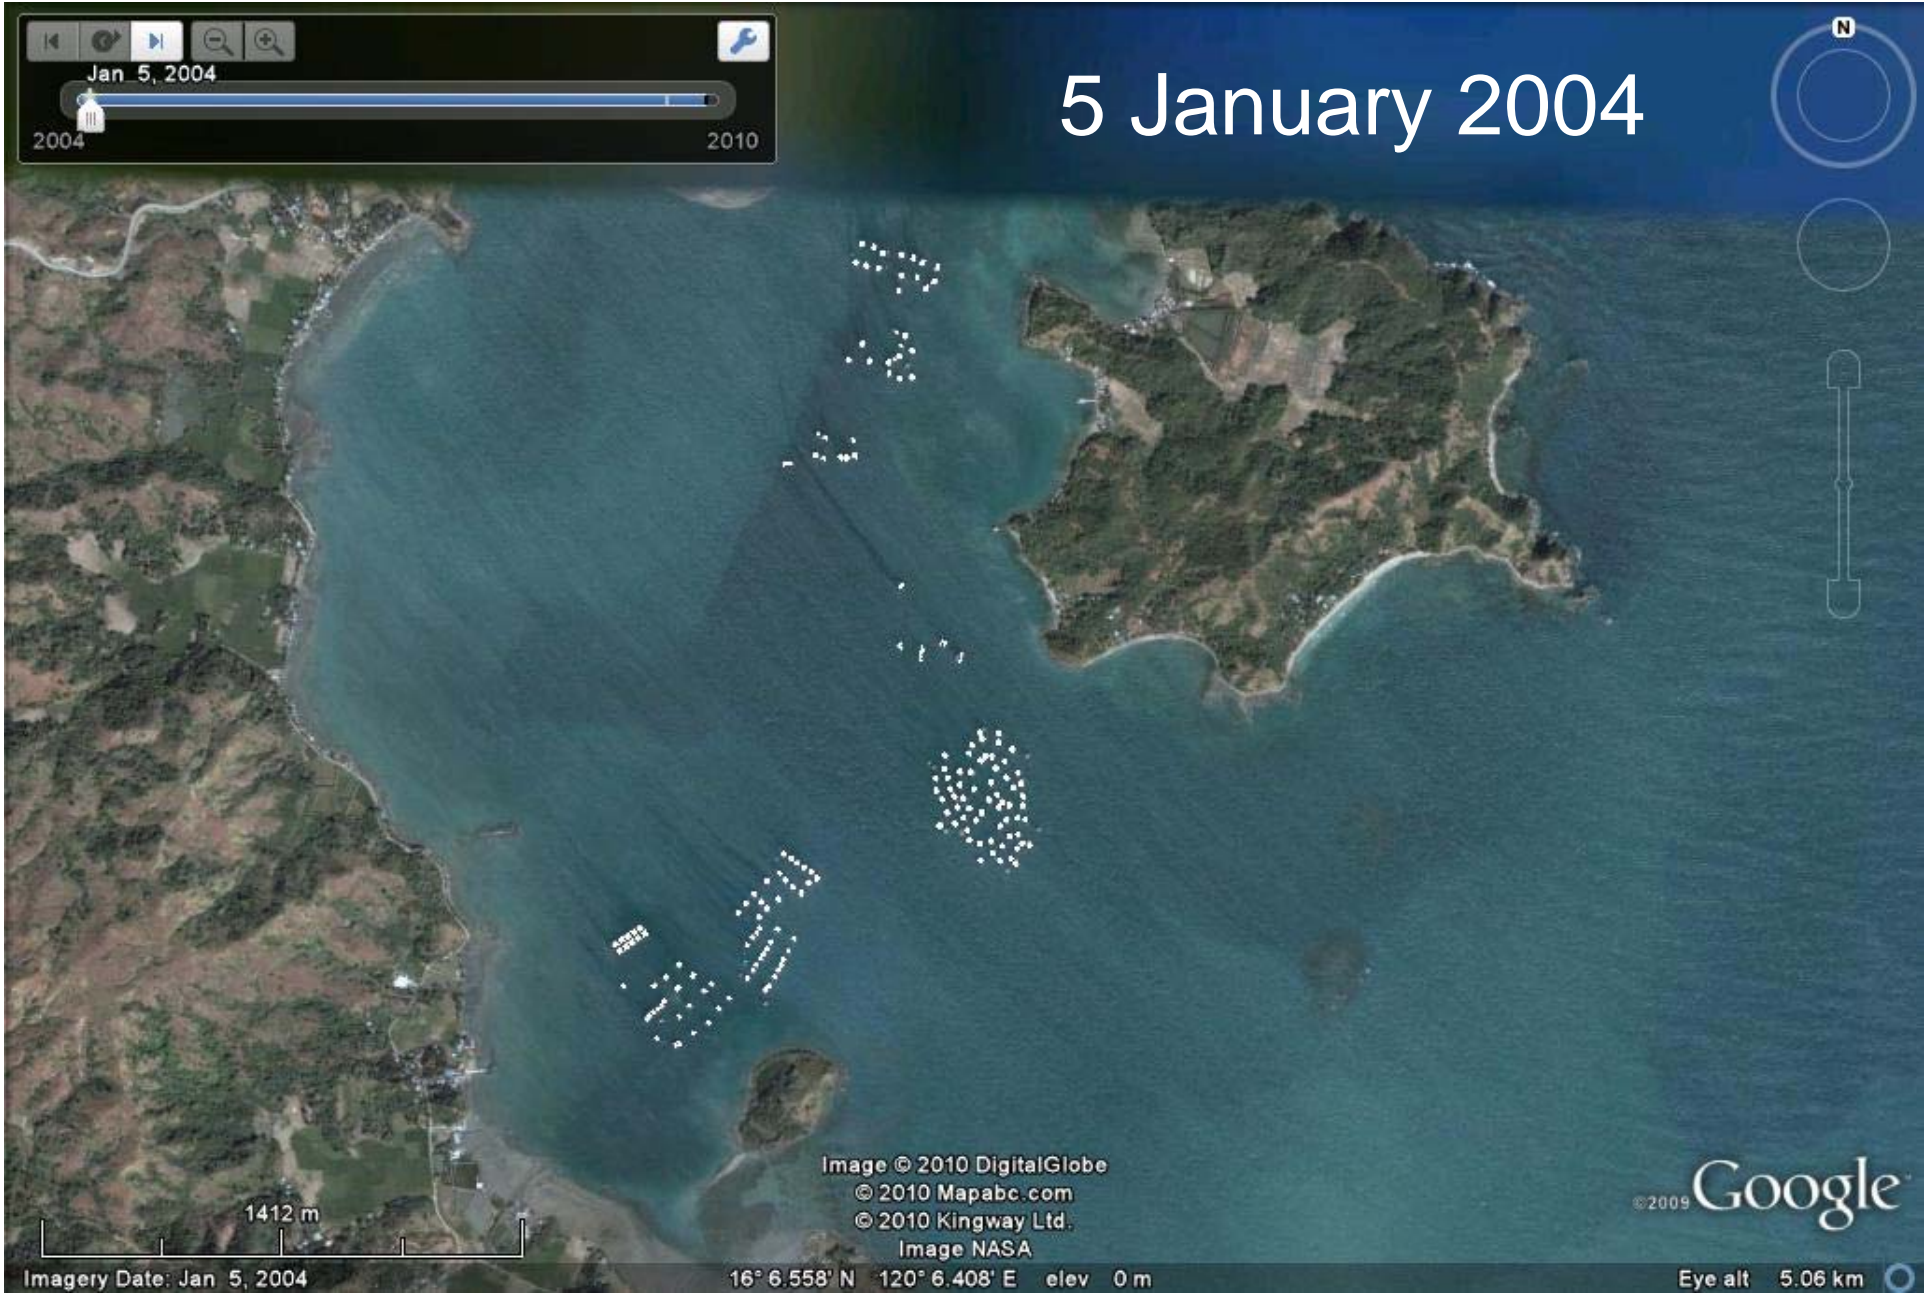 Jan 5, 2004
2004
2010
5 January 2004
N
Image © 2010 DigitalGlobe
© 2010 Mapabc.com
© 2010 Kingway Ltd.
Image NASA
©2009 Google
1412 m
Imagery Date: Jan 5, 2004
16° 6.558' N 120° 6.408' E elev 0 m
Eye alt 5.06 km